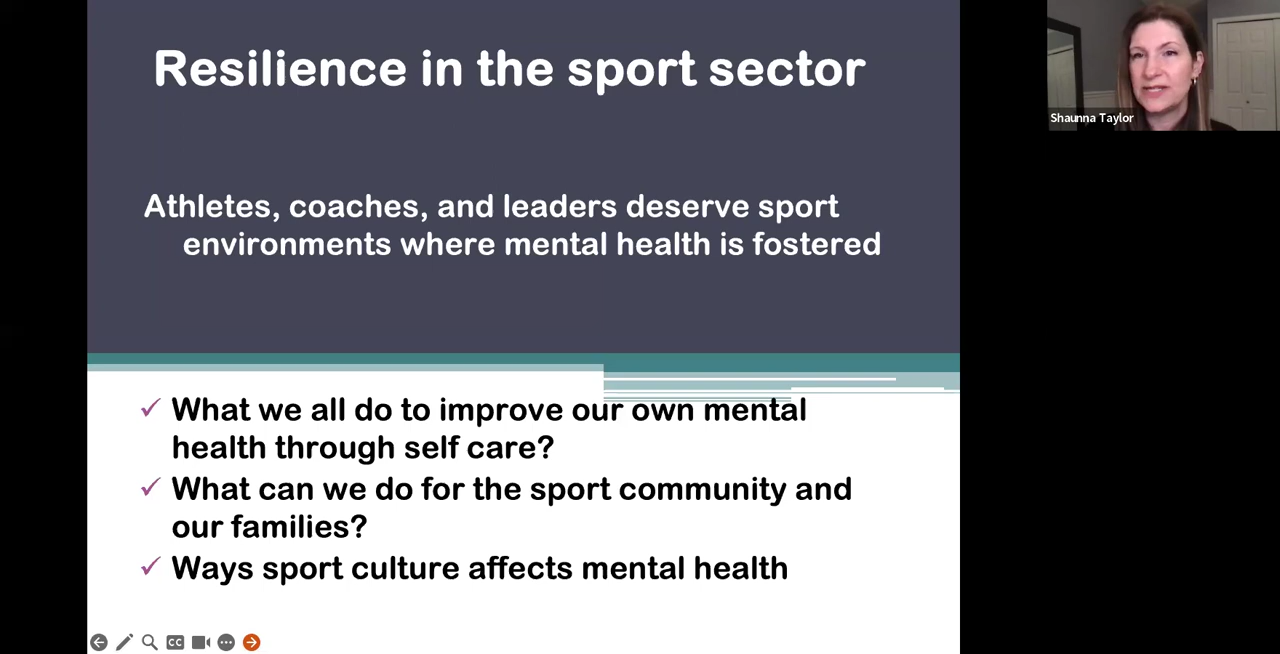 Resilience in the sport sector
Athletes, coaches, and leaders deserve sport
environments where mental health is fostered
What we all do to improve our own mental
health through self care?
What can we do for the sport community and
our families?
Ways sport culture affects mental health
Shaunna Taylor
CC